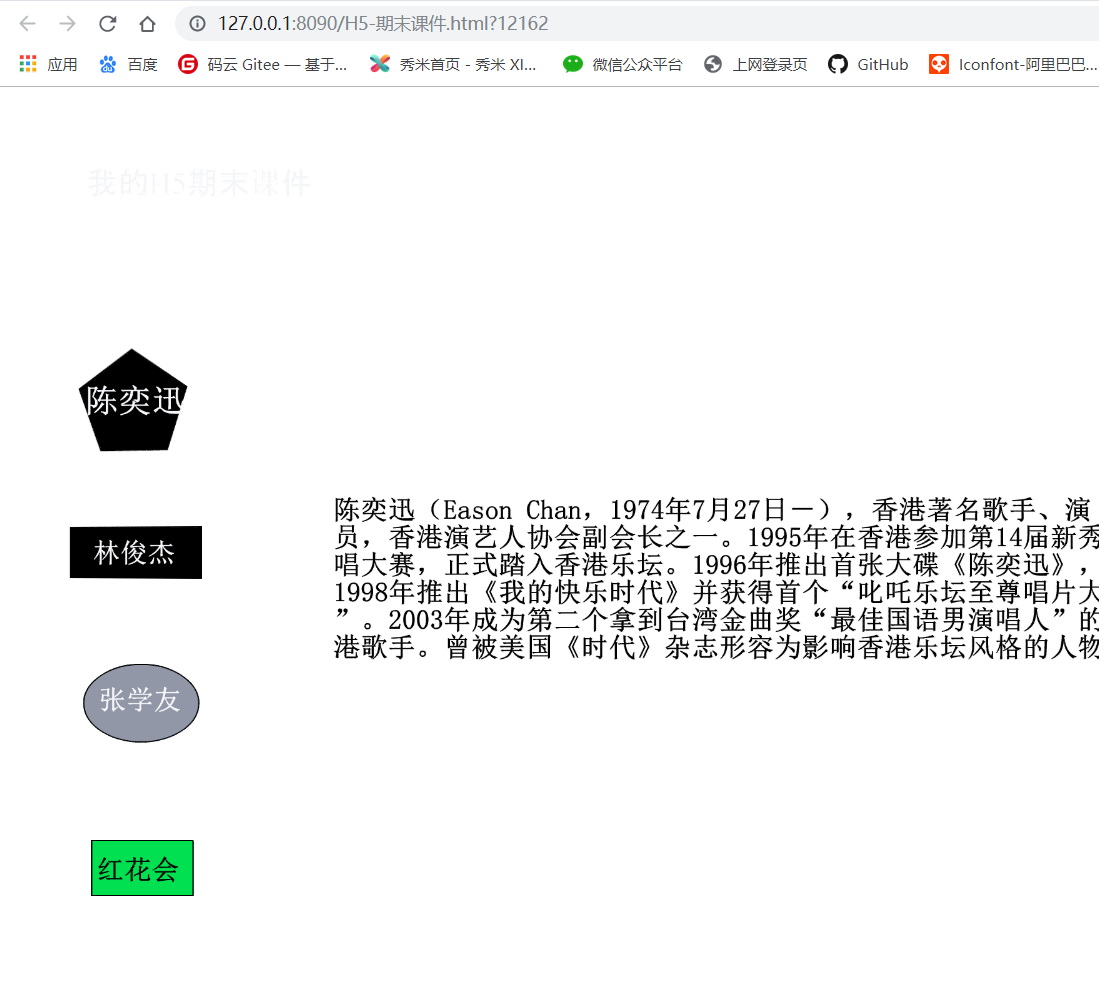 127.0.0.1:8090/H5-期末课件.html?12162
应用 百度 码云 Gitee — 基于... 秀米首页 - 秀米 XI... 微信公众平台 上网登录页 GitHub Iconfont-阿里巴巴...
我的H5期末课件
陈奕迅
林俊杰
陈奕迅（Eason Chan，1974年7月27日－），香港著名歌手、演
员，香港演艺人协会副会长之一。1995年在香港参加第14届新秀
唱大赛，正式踏入香港乐坛。1996年推出首张大碟《陈奕迅》，
1998年推出《我的快乐时代》并获得首个“叱吒乐坛至尊唱片大
”。2003年成为第二个拿到台湾金曲奖“最佳国语男演唱人”的
港歌手。曾被美国《时代》杂志形容为影响香港乐坛风格的人物
张学友
红花会